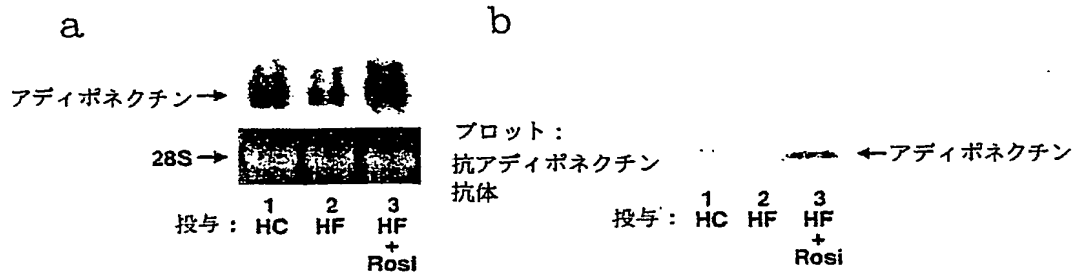 a
アディポネクチン→
28S→
1 2 3
投与： HC HF HF
+
Rosi
b
ブロット：
抗アディポネクチン
抗体
←アディポネクチン
1 2 3
投与： HC HF HF
+
Rosi